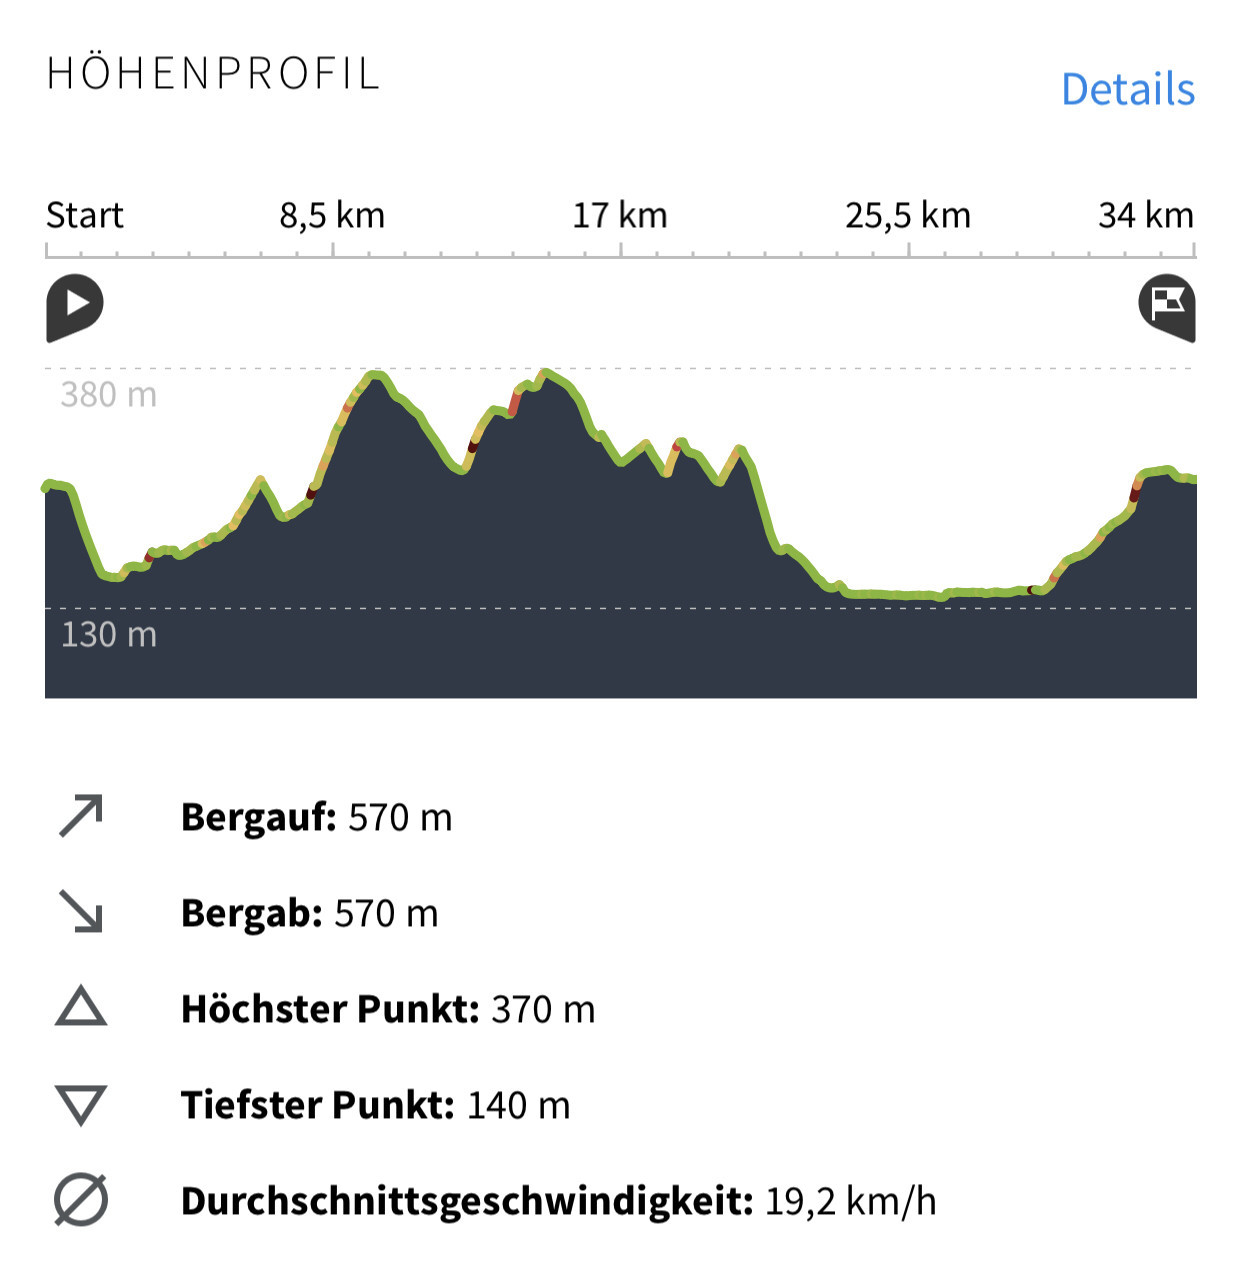 HÖHENPROFIL
Details
Start 8,5 km 17 km 25,5 km 34 km
380 m
130 m
Bergauf: 570 m
Bergab: 570 m
Höchster Punkt: 370 m
Tiefster Punkt: 140 m
Durchschnittsgeschwindigkeit: 19,2 km/h